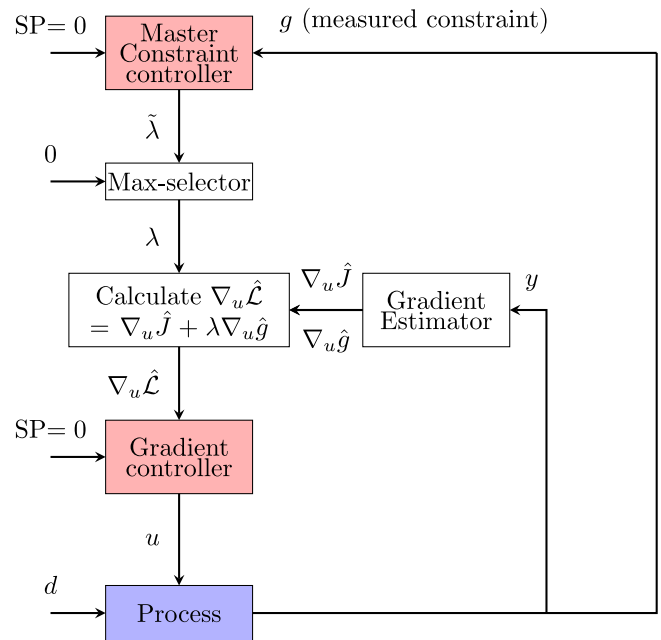 SP= 0
g (measured constraint)
Master
Constraint
controller
λ̃
0
Max-selector
λ
Calculate ∇ᵤℒ̂
= ∇ᵤĴ + λ∇ᵤĝ
∇ᵤĴ
∇ᵤĝ
Gradient
Estimator
y
∇ᵤℒ̂
SP= 0
Gradient
controller
u
d
Process